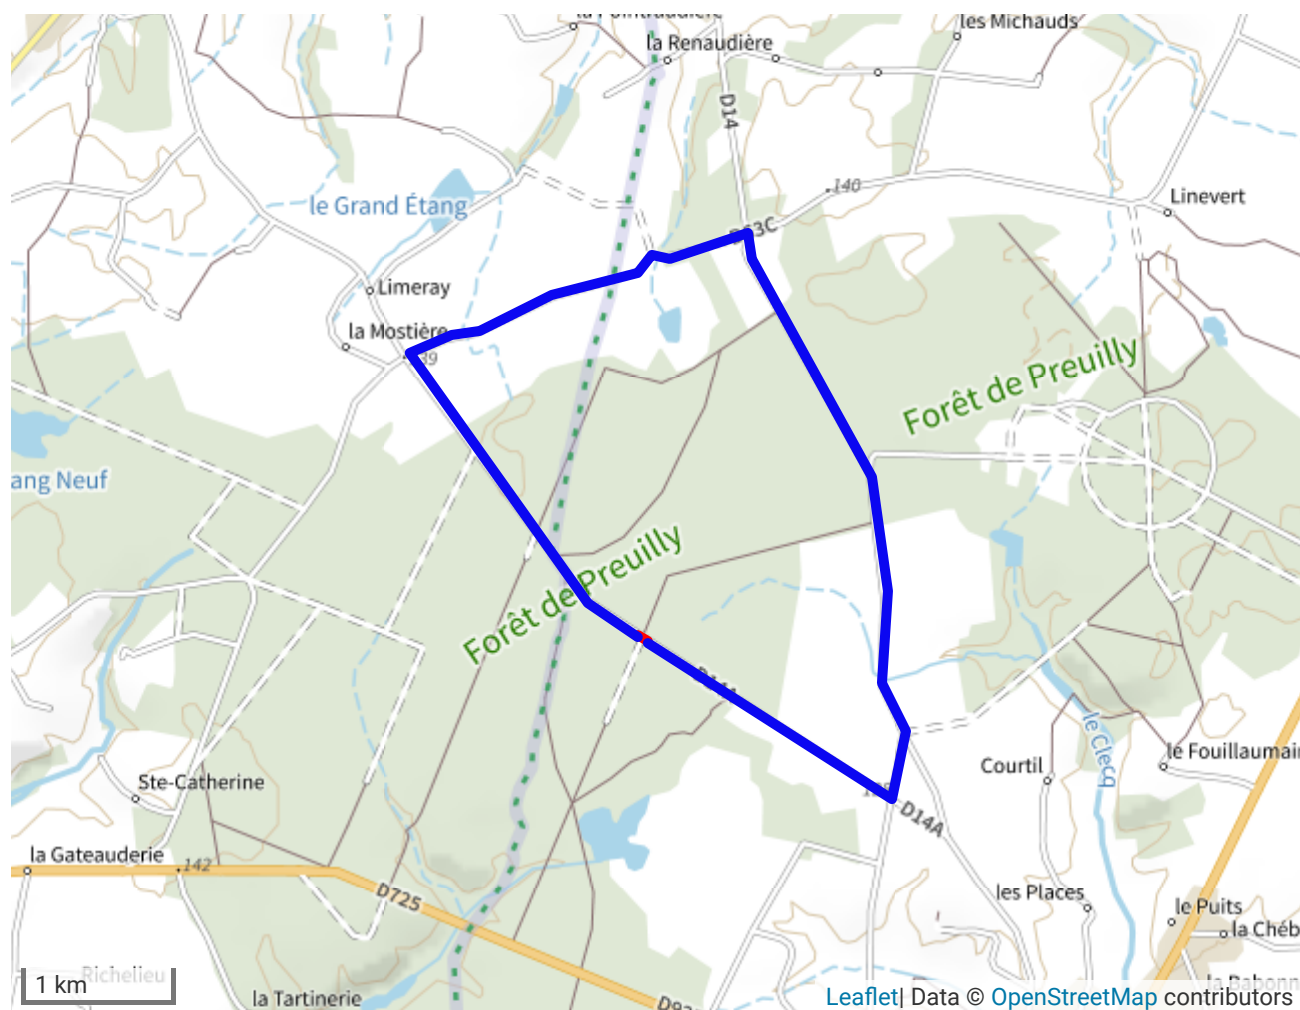 les Michauds
la Renaudière
D14
140
Linevert
le Grand Étang
Limeray
la Mostière
Forêt de Preuilly
ang Neuf
Forêt de Preuilly
Courtil
le Clecq
le Fouillaumai
Ste-Catherine
D14A
la Gateauderie
142
D725
les Places
le Puits
la Chéb
Richelieu
1 km
la Tartinerie
la Babonn
Leaflet| Data © OpenStreetMap contributors